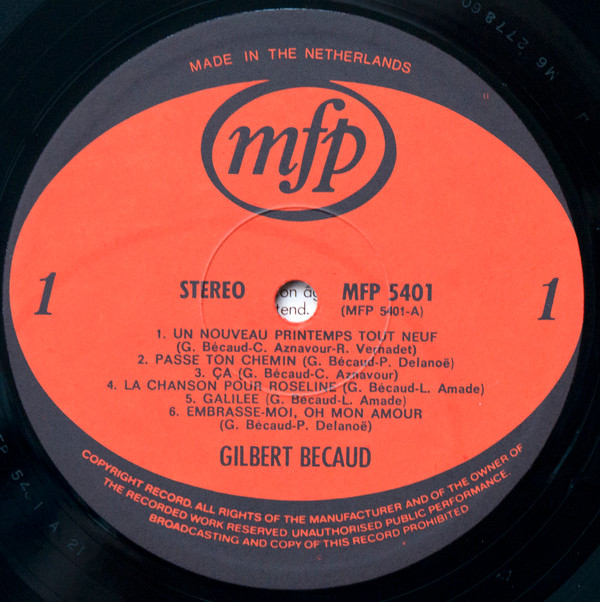 MADE IN THE NETHERLANDS
mfp
1
1
STEREO
MFP 5401
(MFP 5401-A)
on âg
tend.
1. UN NOUVEAU PRINTEMPS TOUT NEUF
(G. Bécaud-C. Aznavour-R. Vernadet)
2. PASSE TON CHEMIN (G. Bécaud-P. Delanoë)
3. ÇA (G. Bécaud-C. Aznavour)
4. LA CHANSON POUR ROSELINE (G. Bécaud-L. Amade)
5. GALILEE (G. Bécaud-L. Amade)
6. EMBRASSE-MOI, OH MON AMOUR
(G. Bécaud-P. Delanoë)
GILBERT BECAUD
COPYRIGHT RECORD. ALL RIGHTS OF THE MANUFACTURER AND OF THE OWNER OF
THE RECORDED WORK RESERVED. UNAUTHORISED PUBLIC PERFORMANCE.
BROADCASTING AND COPY OF THIS RECORD PROHIBITED